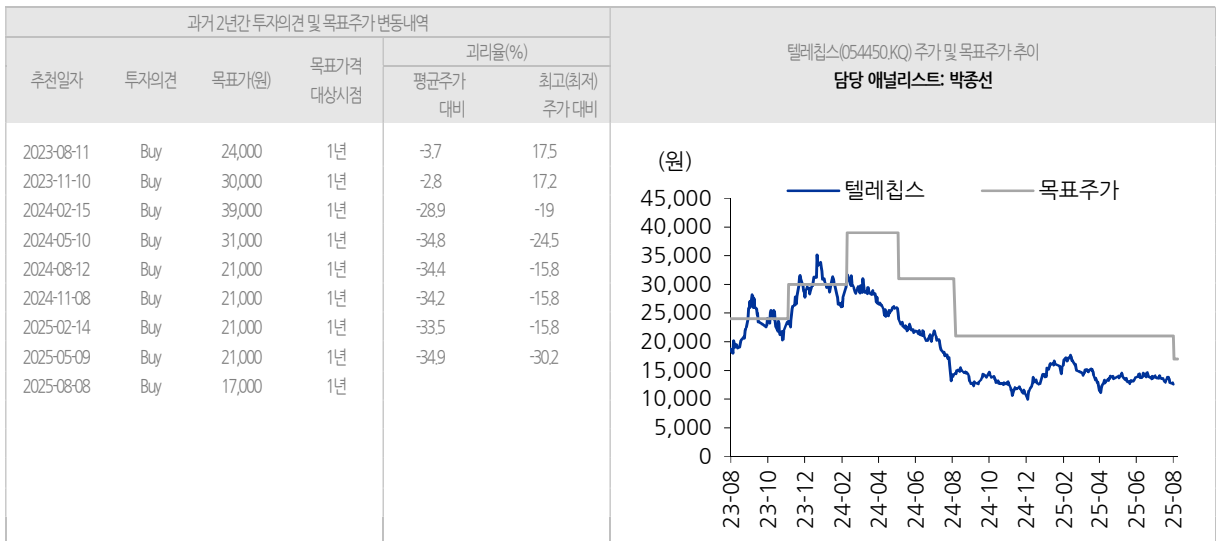 과거 2년간 투자의견 및 목표주가 변동내역
추천일자 투자의견 목표가(원) 목표가격 대상시점 괴리율(%)
평균주가 대비 최고(최저) 주가 대비
2023-08-11 Buy 24,000 1년 -3.7 17.5
2023-11-10 Buy 30,000 1년 -2.8 17.2
2024-02-15 Buy 39,000 1년 -28.9 -19
2024-05-10 Buy 31,000 1년 -34.8 -24.5
2024-08-12 Buy 21,000 1년 -34.4 -15.8
2024-11-08 Buy 21,000 1년 -34.2 -15.8
2025-02-14 Buy 21,000 1년 -33.5 -15.8
2025-05-09 Buy 21,000 1년 -34.9 -30.2
2025-08-08 Buy 17,000 1년
텔레칩스(054450.KQ) 주가 및 목표주가 추이
담당 애널리스트: 박종선
(원)
텔레칩스 목표주가
45,000
40,000
35,000
30,000
25,000
20,000
15,000
10,000
5,000
0
23-08 23-10 23-12 24-02 24-04 24-06 24-08 24-10 24-12 25-02 25-04 25-06 25-08